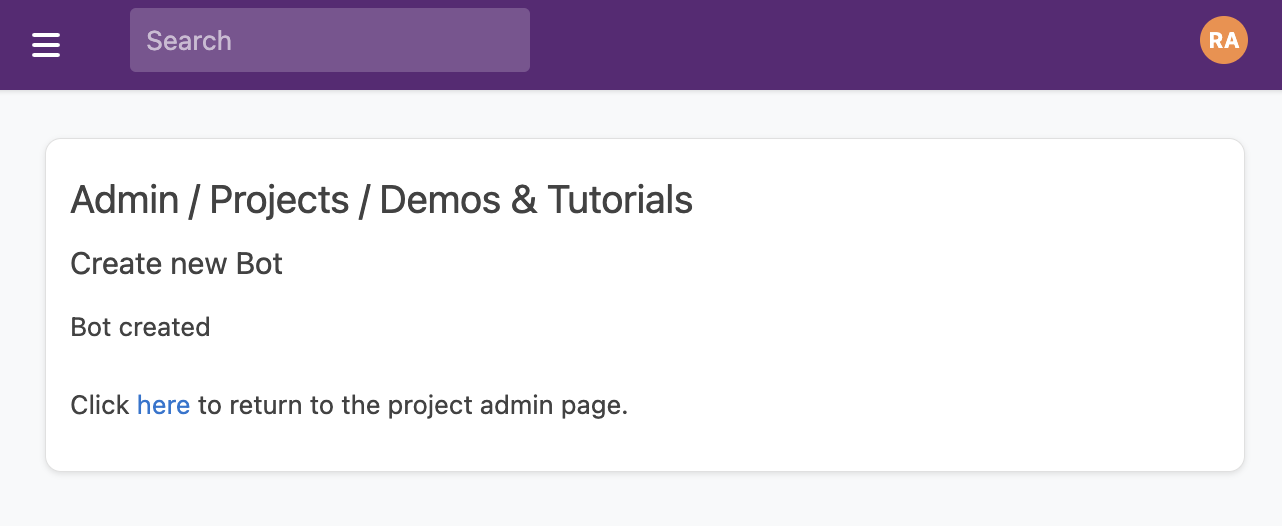 Search
RA
Admin / Projects / Demos & Tutorials
Create new Bot
Bot created
Click here to return to the project admin page.